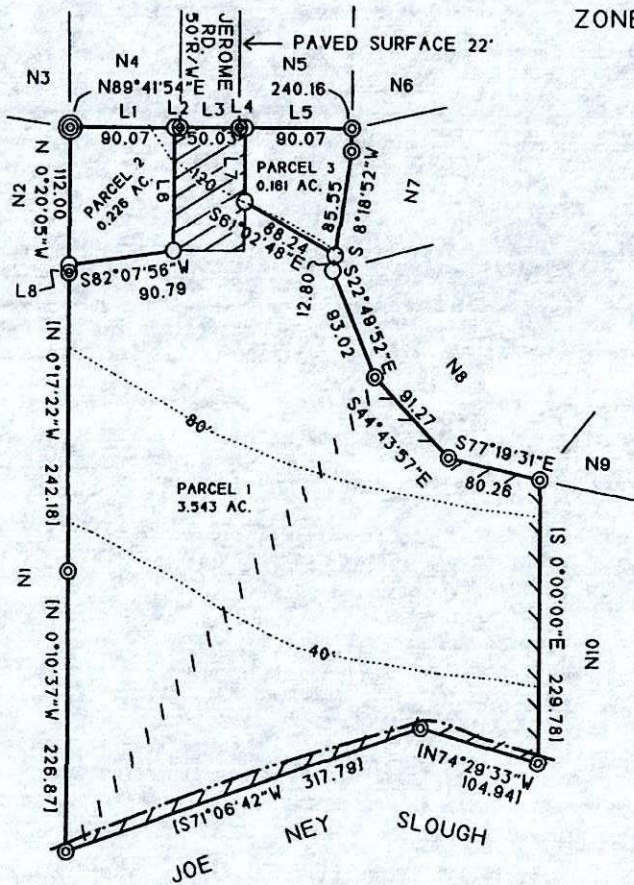 ZONE
JEROME
RD.
50'R/W
PAVED SURFACE 22'
N3
N4
N5
N6
N89°41'54"E
240.16
L1
L2
L3
L4
L5
90.07
50.03
90.07
N 0°20'05"W
112.00
N2
PARCEL 2
0.226 AC.
L6
L7
120
PARCEL 3
0.161 AC.
S 8°18'52"W
85.55
N7
S61°02'48"E
88.24
L8
S82°07'56"W
90.79
12.80
S22°49'52"E
93.02
N8
[N 0°17'22"W 242.18]
80'
91.27
S44°43'57"E
S77°19'31"E
80.26
N9
PARCEL 1
3.543 AC.
[S 0°00'00"E 229.78]
N10
N1
40'
[N 0°10'37"W 226.87]
[N74°29'33"W
104.94]
[S71°06'42"W 317.79]
JOE NEY SLOUGH